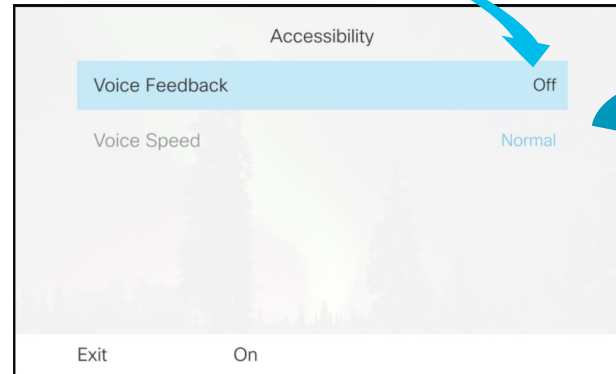 Accessibility
Voice Feedback Off
Voice Speed Normal
Exit On